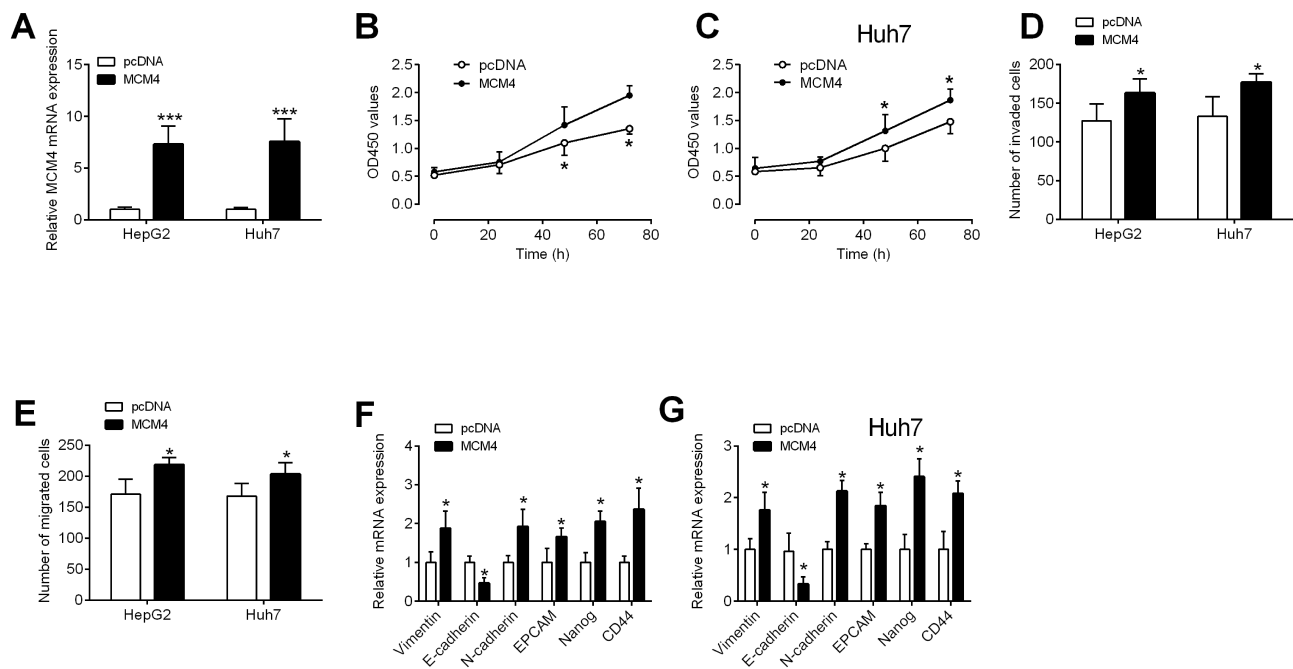 A
pcDNA
MCM4
Relative MCM4 mRNA expression
15
10
5
0
***
***
HepG2
Huh7
B
pcDNA
MCM4
OD450 values
2.5
2.0
1.5
1.0
0.5
0.0
*
*
0
20
40
60
80
Time (h)
C
Huh7
pcDNA
MCM4
OD450 values
2.5
2.0
1.5
1.0
0.5
0.0
*
*
0
20
40
60
80
Time (h)
D
pcDNA
MCM4
Number of invaded cells
200
150
100
50
0
*
*
HepG2
Huh7
E
pcDNA
MCM4
Number of migrated cells
250
200
150
100
50
0
*
*
HepG2
Huh7
F
pcDNA
MCM4
Relative mRNA expression
4
3
2
1
0
*
*
*
*
*
*
Vimentin
E-cadherin
N-cadherin
EPCAM
Nanog
CD44
G
Huh7
pcDNA
MCM4
Relative mRNA expression
3
2
1
0
*
*
*
*
*
*
Vimentin
E-cadherin
N-cadherin
EPCAM
Nanog
CD44